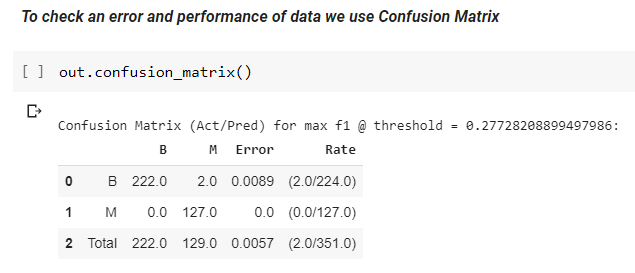 To check an error and performance of data we use Confusion Matrix
[ ] out.confusion_matrix()
Confusion Matrix (Act/Pred) for max f1 @ threshold = 0.27728208899497986:
B M Error Rate
0 B 222.0 2.0 0.0089 (2.0/224.0)
1 M 0.0 127.0 0.0 (0.0/127.0)
2 Total 222.0 129.0 0.0057 (2.0/351.0)